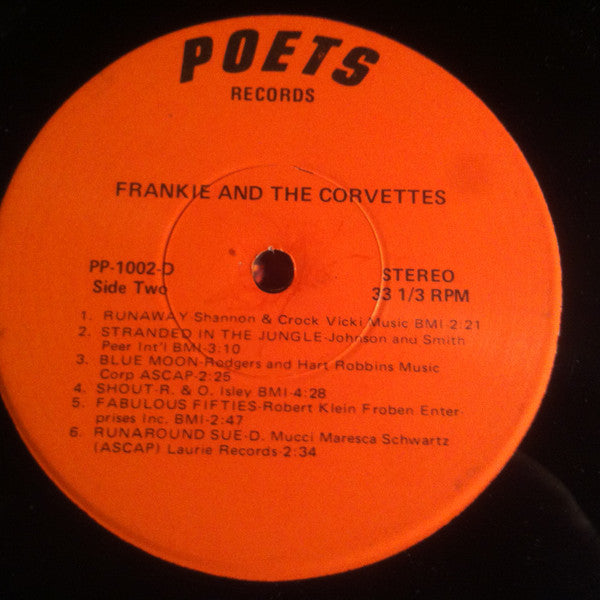 POETS
RECORDS
FRANKIE AND THE CORVETTES
PP-1002-D
Side Two
STEREO
33 1/3 RPM
1. RUNAWAY Shannon & Crock Vicki Music BMI-2:21
2. STRANDED IN THE JUNGLE-Johnson and Smith
Peer Int'l BMI-3:10
3. BLUE MOON-Rodgers and Hart Robbins Music
Corp ASCAP-2:25
4. SHOUT-R. & O. Isley BMI-4:28
5. FABULOUS FIFTIES-Robert Klein Froben Enter-
prises Inc. BMI-2:47
6. RUNAROUND SUE-D. Mucci Maresca Schwartz
(ASCAP) Laurie Records-2:34